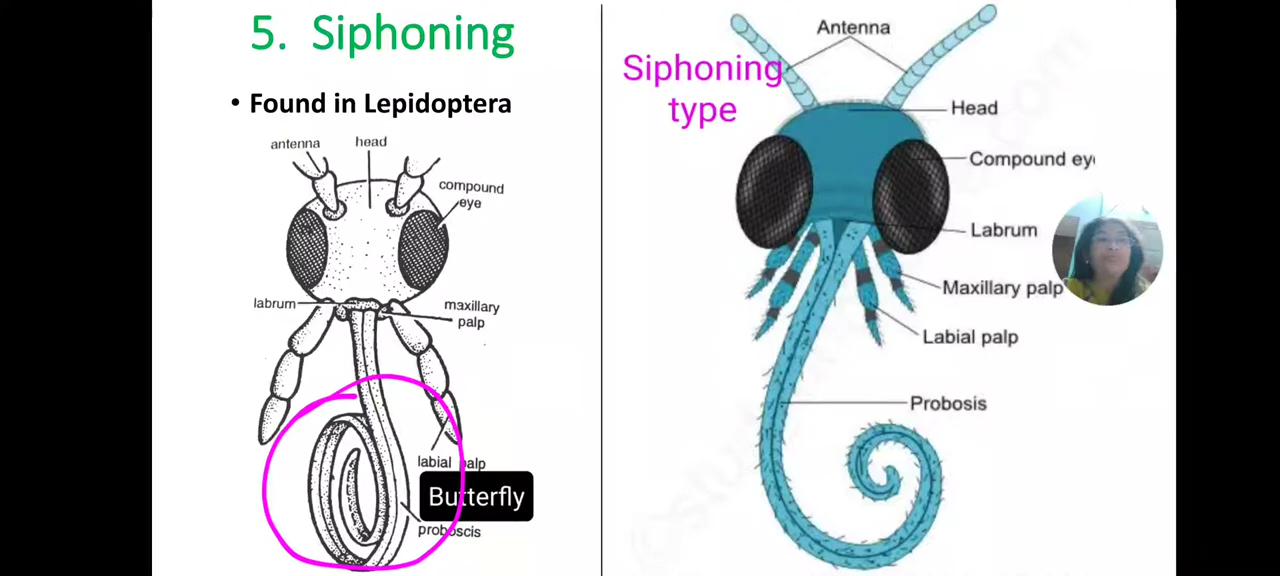 5. Siphoning
• Found in Lepidoptera
antenna
head
compound
eye
labrum
maxillary
palp
labial palp
Butterfly
proboscis
Siphoning
type
Antenna
Head
Compound ey
Labrum
Maxillary palp
Labial palp
Probosis